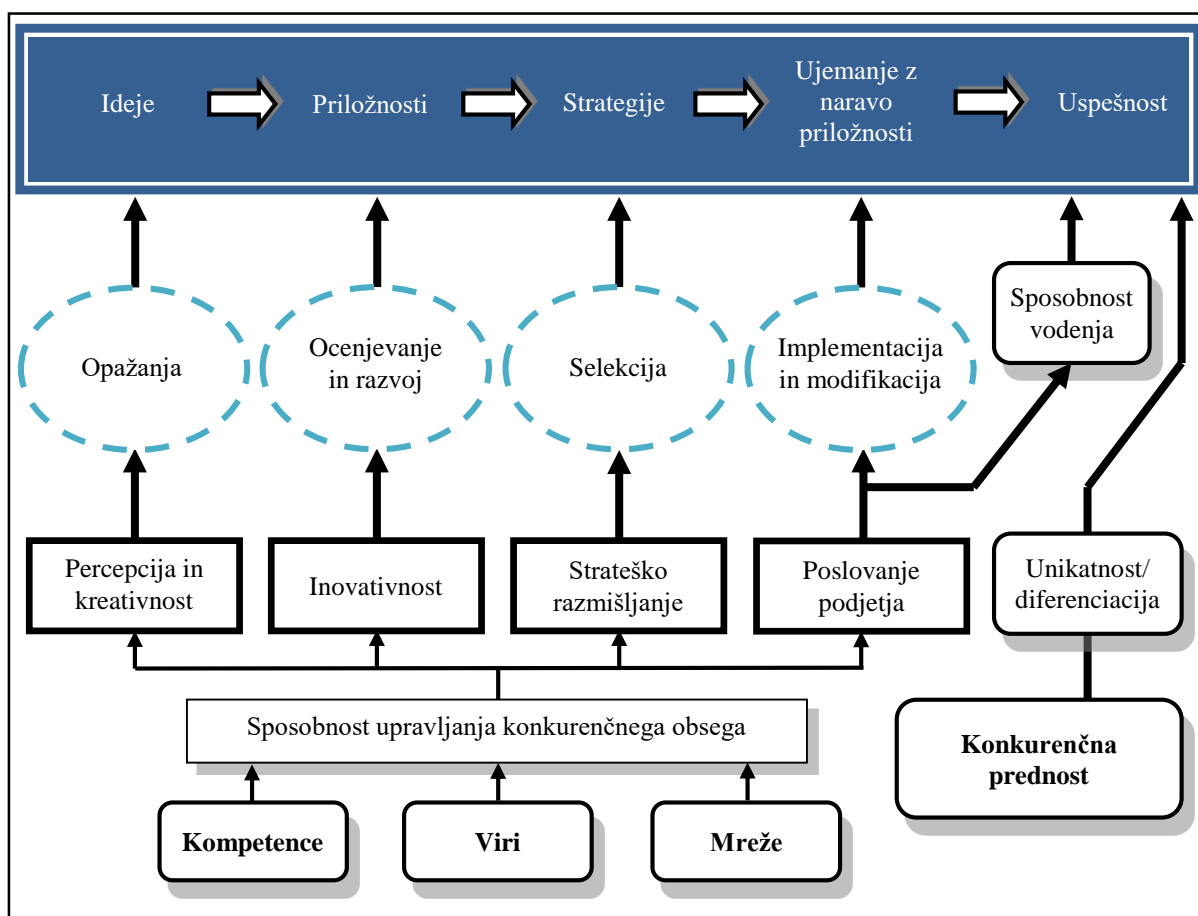 Ideje
Priložnosti
Strategije
Ujemanje z
naravo
priložnosti
Uspešnost
Opažanja
Ocenjevanje
in razvoj
Selekcija
Implementacija
in modifikacija
Sposobnost
vodenja
Percepcija in
kreativnost
Inovativnost
Strateško
razmišljanje
Poslovanje
podjetja
Unikatnost/
diferenciacija
Sposobnost upravljanja konkurenčnega obsega
Konkurenčna
prednost
Kompetence
Viri
Mreže